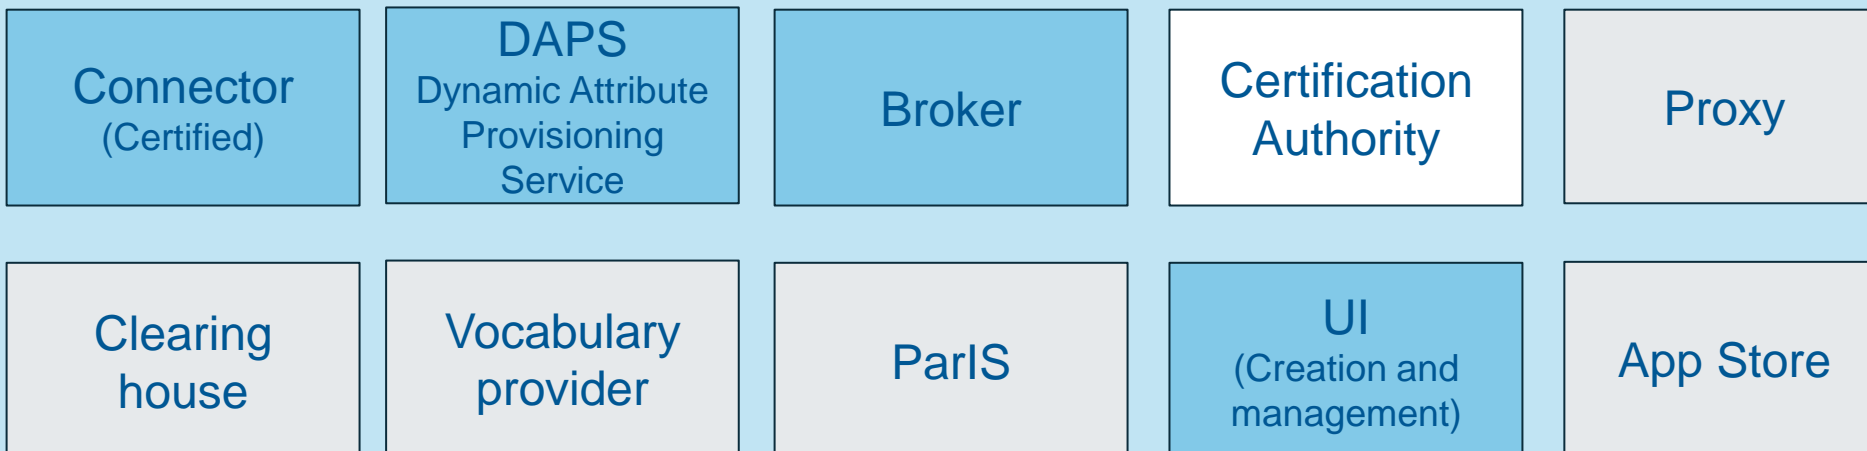 Connector
(Certified)
DAPS
Dynamic Attribute
Provisioning
Service
Broker
Certification
Authority
Proxy
Clearing
house
Vocabulary
provider
ParIS
UI
(Creation and
management)
App Store